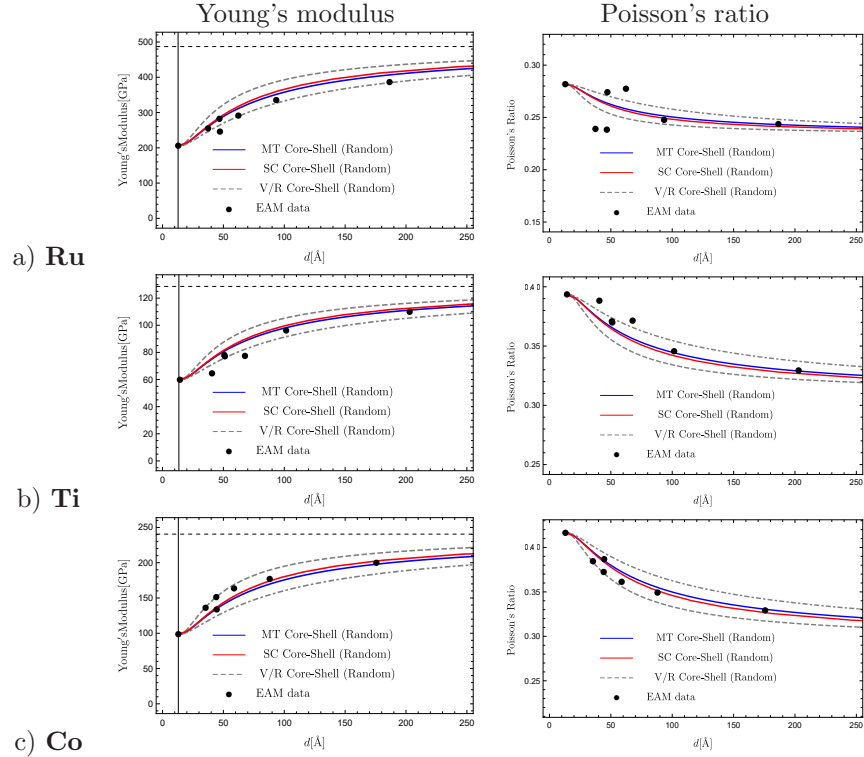 Young's modulus
Poisson's ratio
a) Ru
Young'sModulus[GPa]
500
400
300
200
100
0
0 50 100 150 200 250
d[Å]
MT Core-Shell (Random)
SC Core-Shell (Random)
V/R Core-Shell (Random)
EAM data
Poisson's Ratio
0.30
0.25
0.20
0.15
0 50 100 150 200 250
d[Å]
MT Core-Shell (Random)
SC Core-Shell (Random)
V/R Core-Shell (Random)
EAM data
b) Ti
Young'sModulus[GPa]
120
100
80
60
40
20
0
0 50 100 150 200 250
d[Å]
MT Core-Shell (Random)
SC Core-Shell (Random)
V/R Core-Shell (Random)
EAM data
Poisson's Ratio
0.40
0.35
0.30
0.25
0 50 100 150 200 250
d[Å]
MT Core-Shell (Random)
SC Core-Shell (Random)
V/R Core-Shell (Random)
EAM data
c) Co
Young'sModulus[GPa]
250
200
150
100
50
0
0 50 100 150 200 250
d[Å]
MT Core-Shell (Random)
SC Core-Shell (Random)
V/R Core-Shell (Random)
EAM data
Poisson's Ratio
0.40
0.35
0.30
0.25
0 50 100 150 200 250
d[Å]
MT Core-Shell (Random)
SC Core-Shell (Random)
V/R Core-Shell (Random)
EAM data